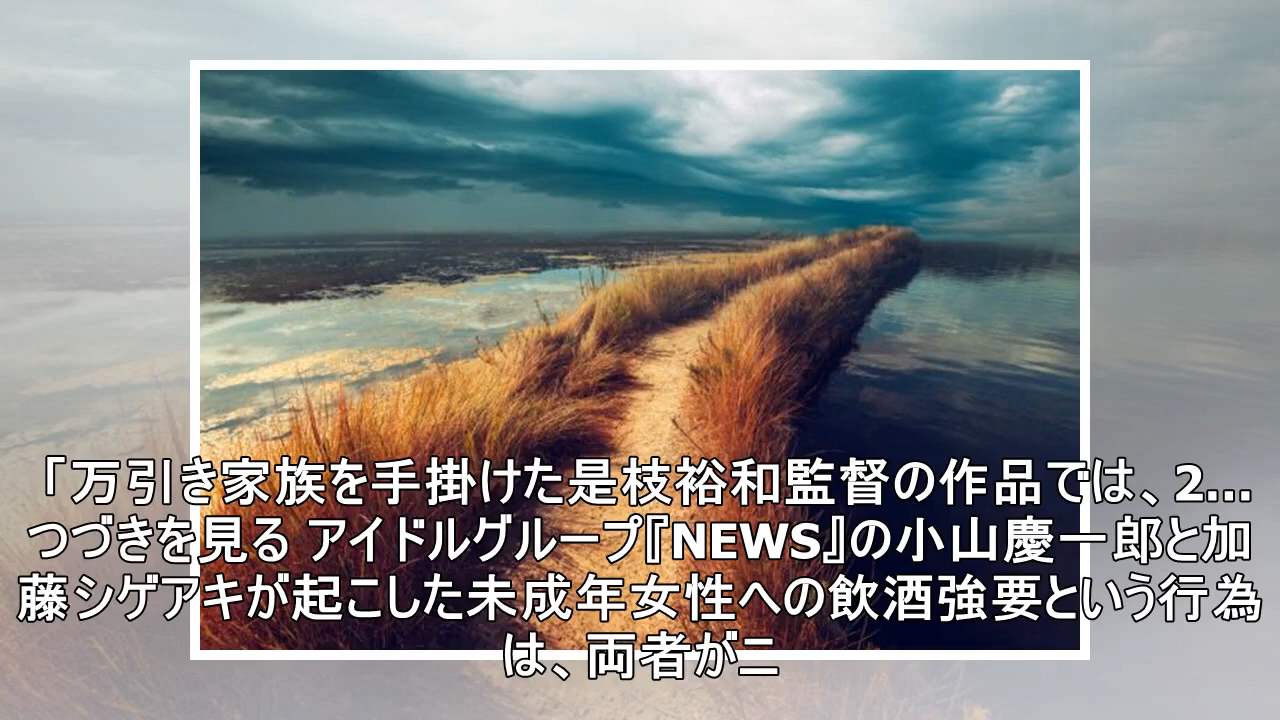 「万引き家族を手掛けた是枝裕和監督の作品では、2...
つづきを見る アイドルグループ『NEWS』の小山慶一郎と加
藤シゲアキが起こした未成年女性への飲酒強要という行為
は、両者がニ